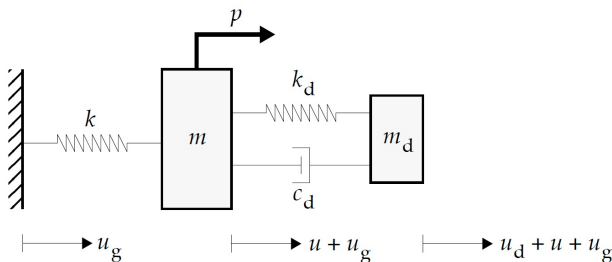 p
k
m
k_d
c_d
m_d
u_g
u + u_g
u_d + u + u_g